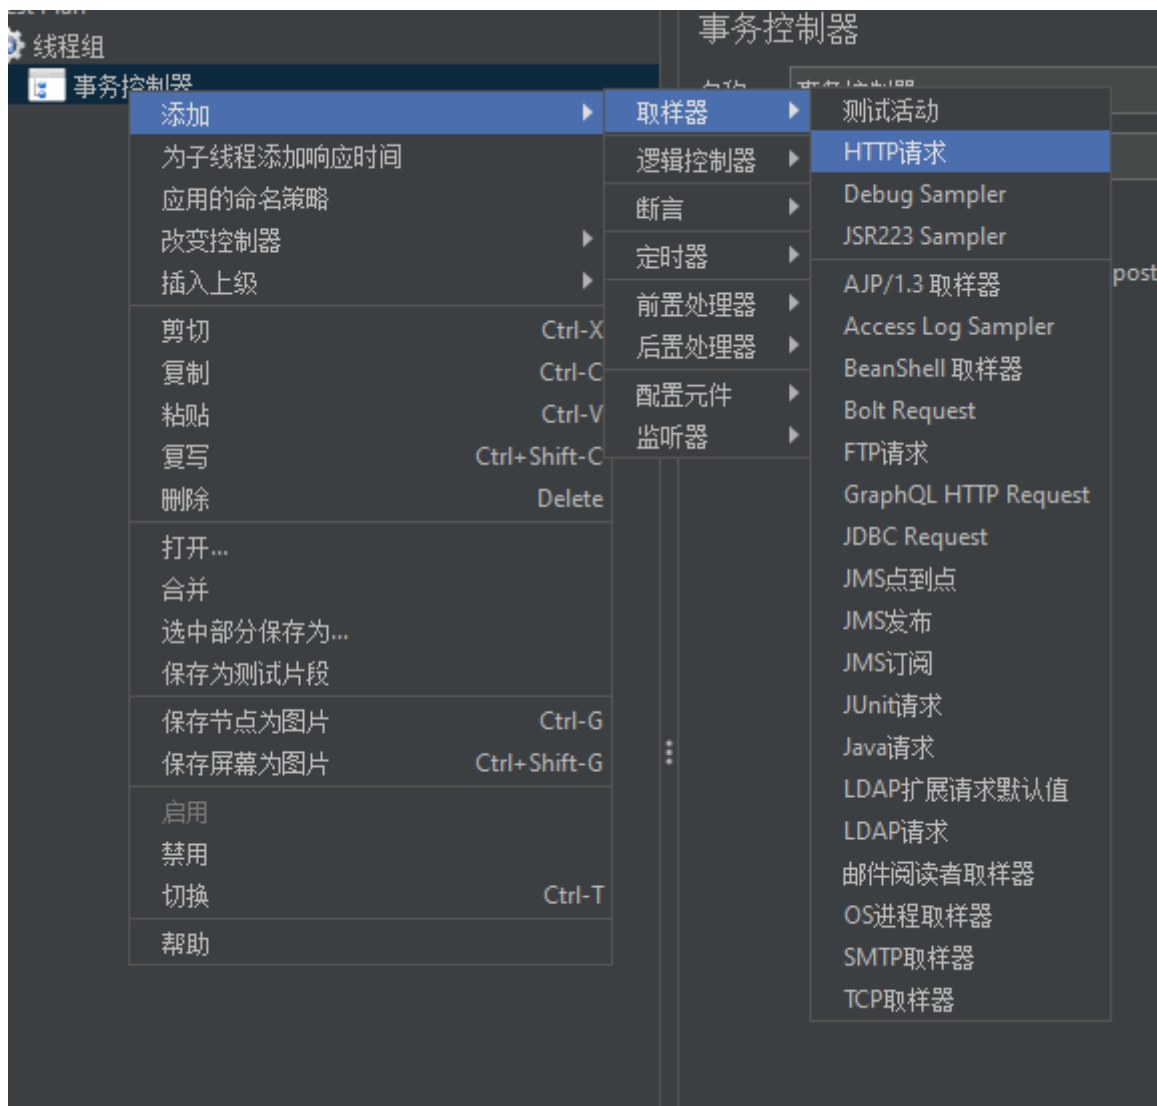 线程组
事务控制器
事务控制器
添加
为子线程添加响应时间
应用的命名策略
改变控制器
插入上级
剪切 Ctrl-X
复制 Ctrl-C
粘贴 Ctrl-V
复写 Ctrl+Shift-C
删除 Delete
打开...
合并
选中部分保存为...
保存为测试片段
保存节点为图片 Ctrl-G
保存屏幕为图片 Ctrl+Shift-G
启用
禁用
切换 Ctrl-T
帮助
取样器
逻辑控制器
断言
定时器
前置处理器
后置处理器
配置元件
监听器
测试活动
HTTP请求
Debug Sampler
JSR223 Sampler
AJP/1.3 取样器
Access Log Sampler
BeanShell 取样器
Bolt Request
FTP请求
GraphQL HTTP Request
JDBC Request
JMS点到点
JMS发布
JMS订阅
JUnit请求
Java请求
LDAP扩展请求默认值
LDAP请求
邮件阅读者取样器
OS进程取样器
SMTP取样器
TCP取样器
post